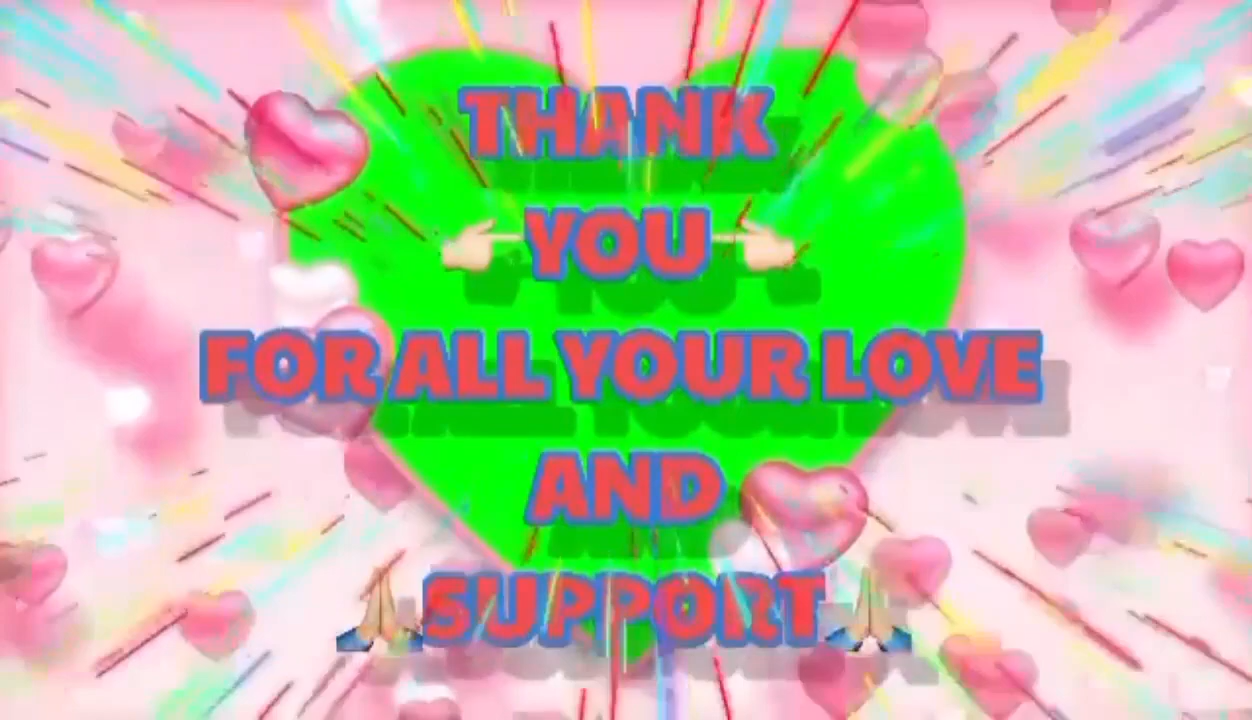 THANK
👉🏻YOU👈🏻
FOR ALL YOUR LOVE
AND
🙏🏼SUPPORT🙏🏼